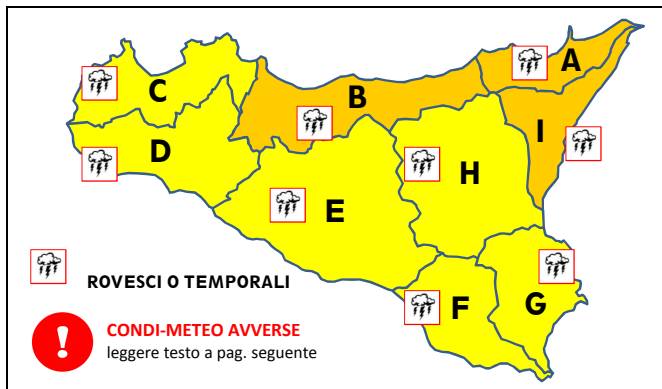 A
B
C
I
D
H
E
F
G
ROVESCI O TEMPORALI
!
CONDI-METEO AVVERSE
leggere testo a pag. seguente